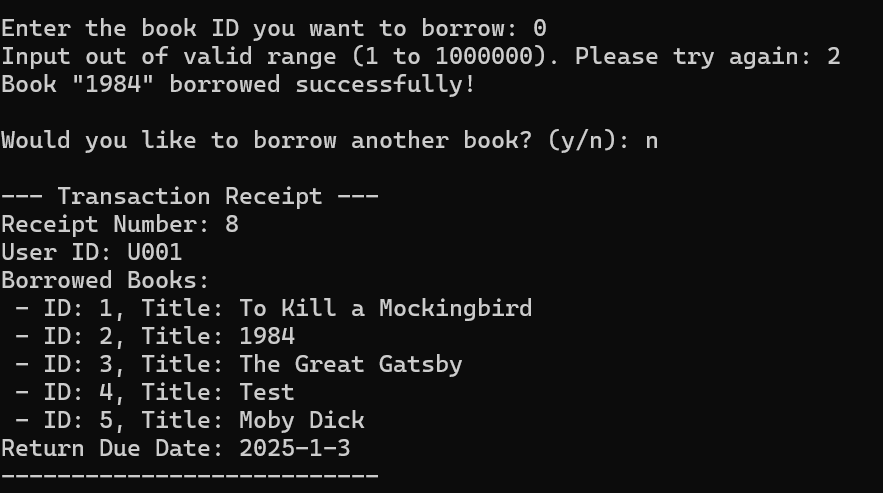 Enter the book ID you want to borrow: 0
Input out of valid range (1 to 1000000). Please try again: 2
Book "1984" borrowed successfully!
Would you like to borrow another book? (y/n): n
--- Transaction Receipt ---
Receipt Number: 8
User ID: U001
Borrowed Books:
 - ID: 1, Title: To Kill a Mockingbird
 - ID: 2, Title: 1984
 - ID: 3, Title: The Great Gatsby
 - ID: 4, Title: Test
 - ID: 5, Title: Moby Dick
Return Due Date: 2025-1-3
---------------------------